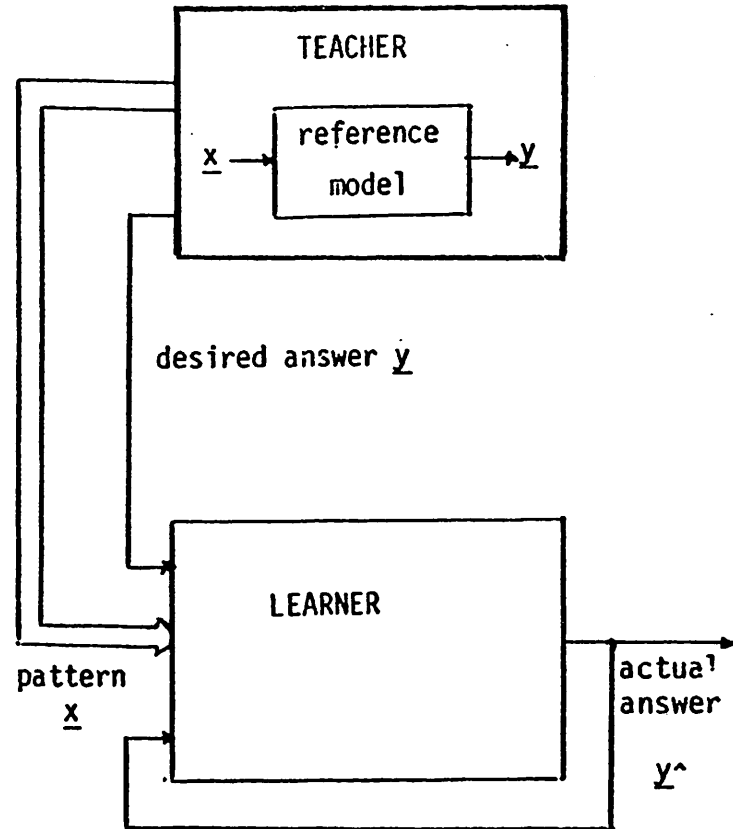 TEACHER
x
reference
model
y
desired answer y
LEARNER
pattern
x
actual
answer
y^